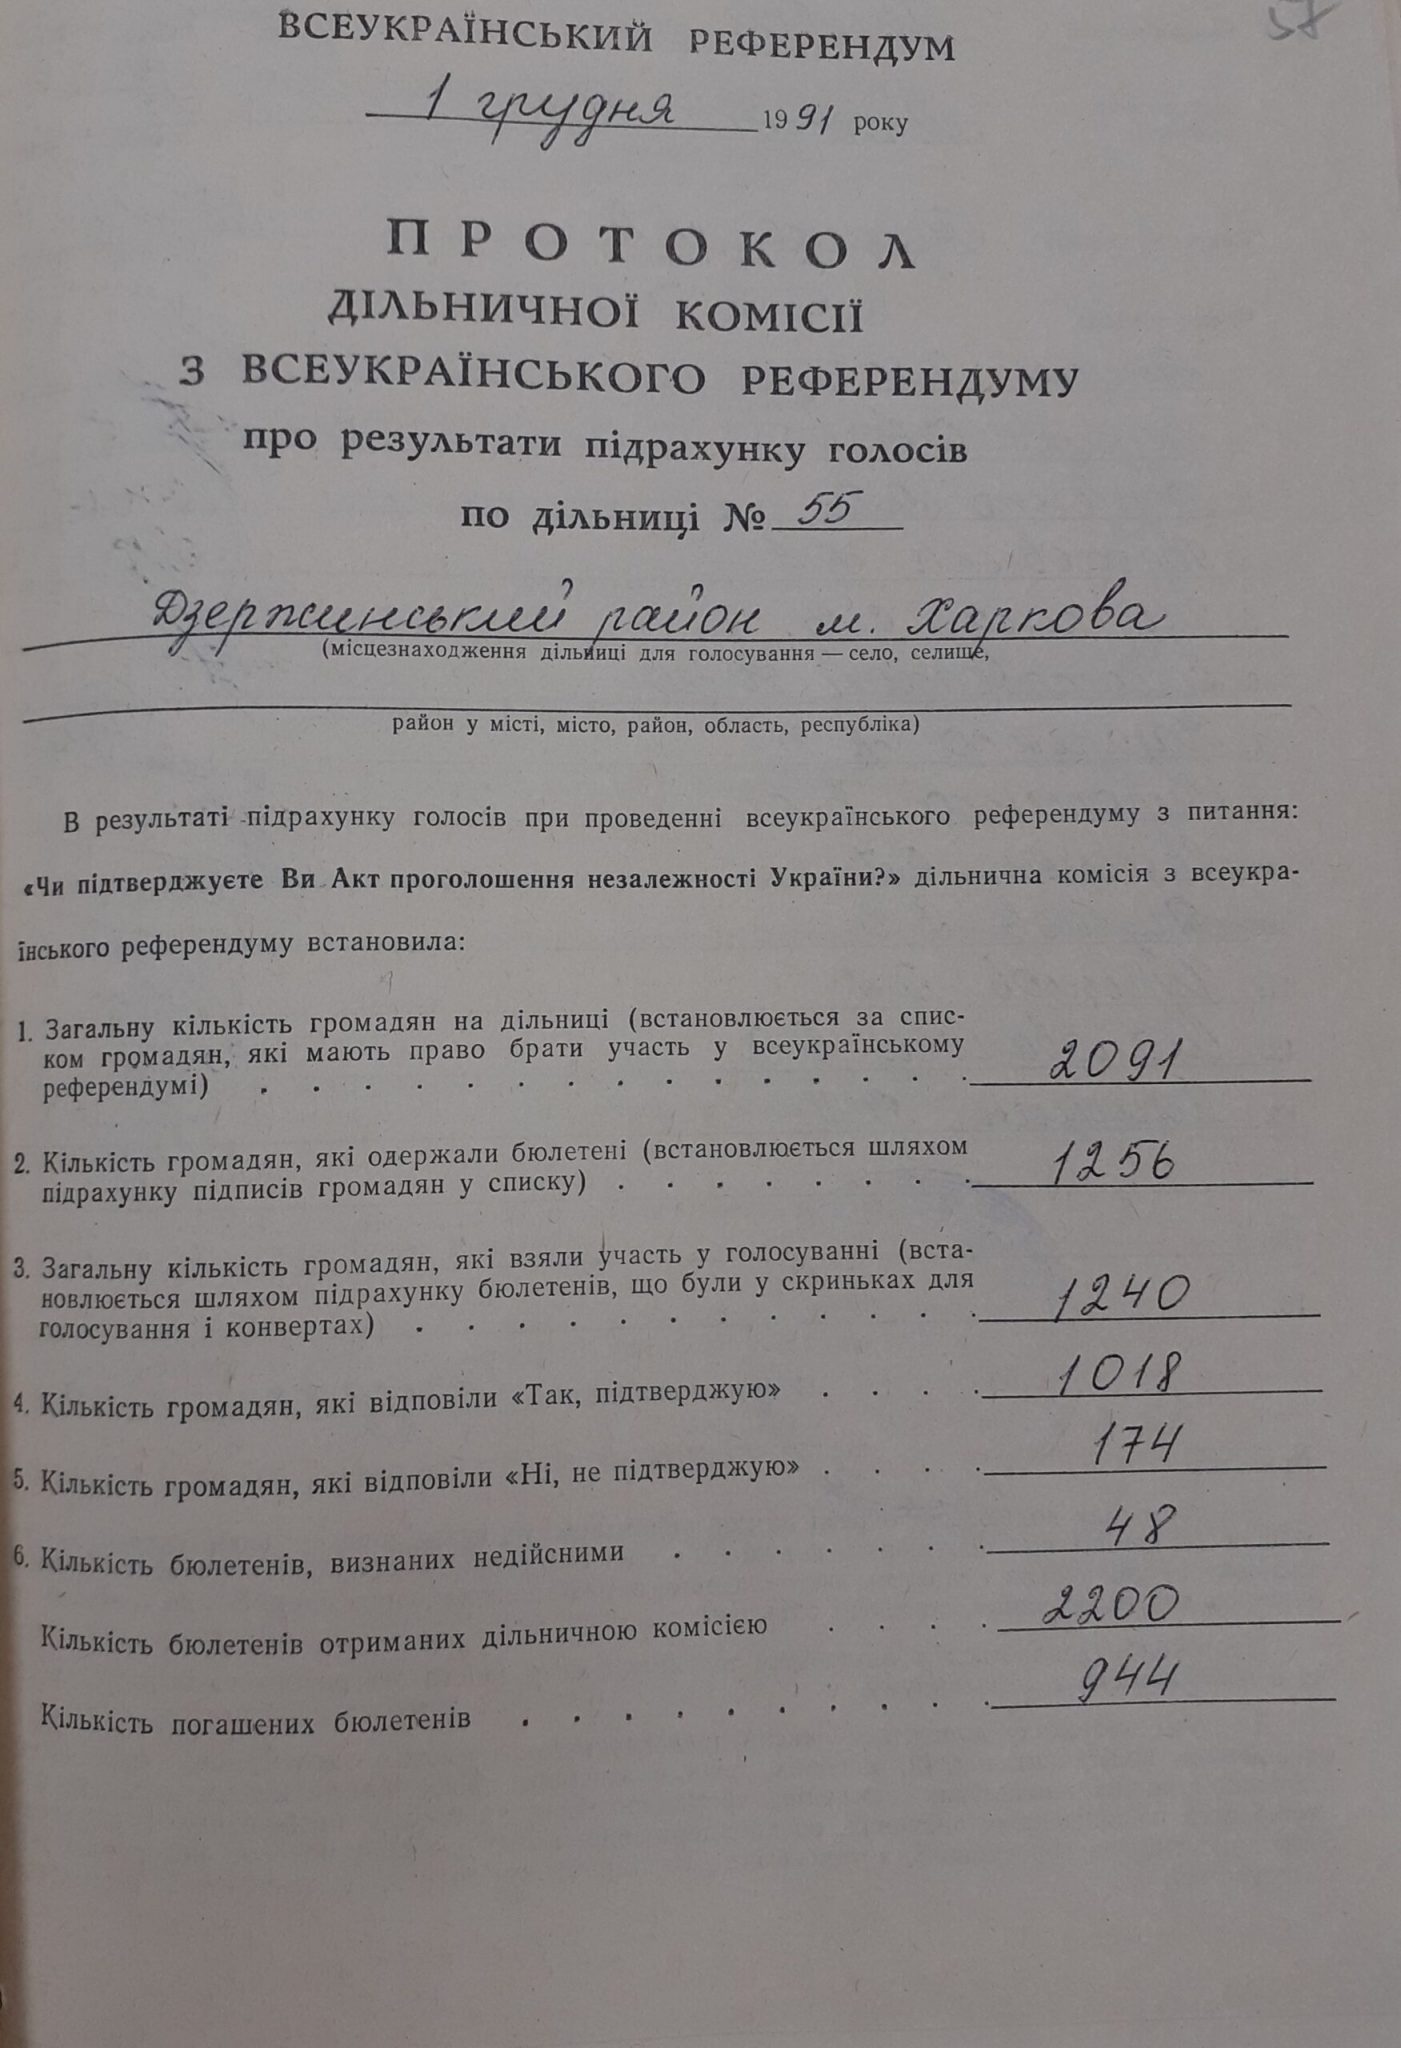 57
ВСЕУКРАЇНСЬКИЙ РЕФЕРЕНДУМ
1 грудня 1991 року
ПРОТОКОЛ
ДІЛЬНИЧНОЇ КОМІСІЇ
З ВСЕУКРАЇНСЬКОГО РЕФЕРЕНДУМУ
про результати підрахунку голосів
по дільниці № 55
Дзержинський район м. Харкова
(місцезнаходження дільниці для голосування — село, селище,
район у місті, місто, район, область, республіка)
В результаті підрахунку голосів при проведенні всеукраїнського референдуму з питання:
«Чи підтверджуєте Ви Акт проголошення незалежності України?» дільнична комісія з всеукра-
їнського референдуму встановила:
1. Загальну кількість громадян на дільниці (встановлюється за спис-
ком громадян, які мають право брати участь у всеукраїнському
референдумі) . . . . . . . . . . . . . . . 2091
2. Кількість громадян, які одержали бюлетені (встановлюється шляхом
підрахунку підписів громадян у списку) . . . . . . . . 1256
3. Загальну кількість громадян, які взяли участь у голосуванні (вста-
новлюється шляхом підрахунку бюлетенів, що були у скриньках для
голосування і конвертах) . . . . . . . . . . . . 1240
4. Кількість громадян, які відповіли «Так, підтверджую» . . . . 1018
5. Кількість громадян, які відповіли «Ні, не підтверджую» . . . . 174
6. Кількість бюлетенів, визнаних недійсними . . . . . . . 48
Кількість бюлетенів отриманих дільничною комісією . . . . 2200
Кількість погашених бюлетенів . . . . . . . . . . 944